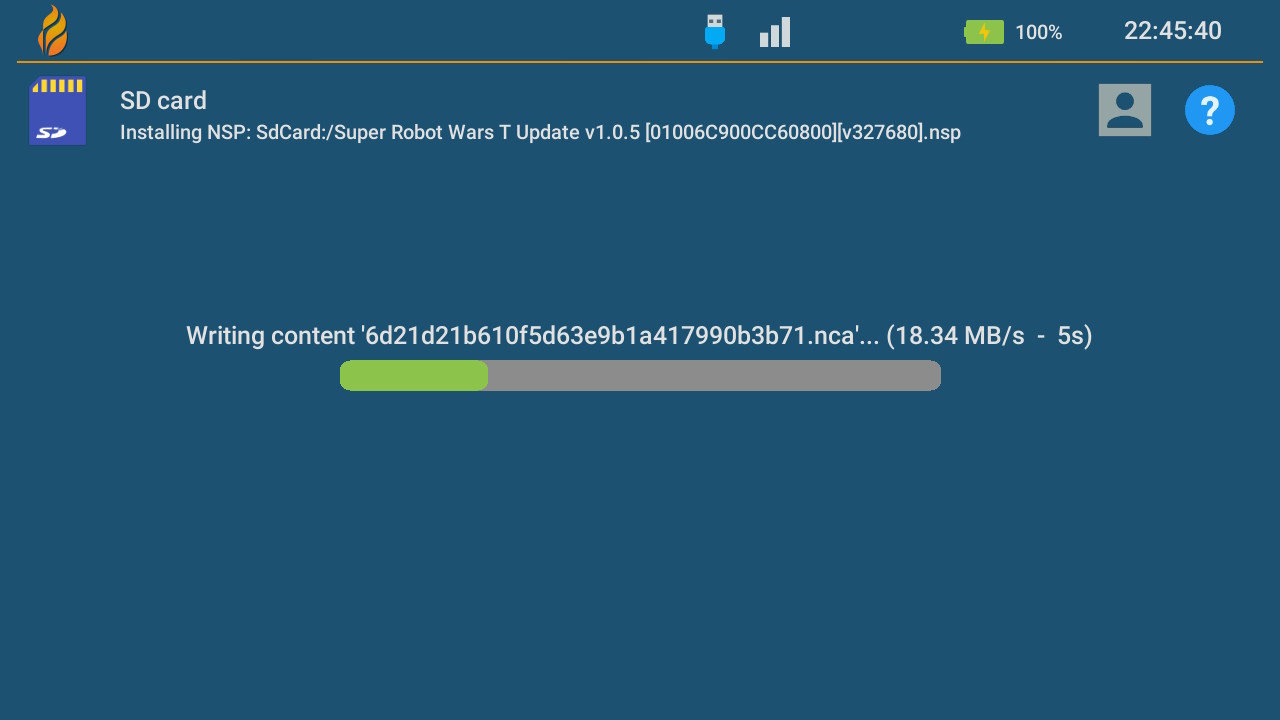 100%
22:45:40
SD card
Installing NSP: SdCard:/Super Robot Wars T Update v1.0.5 [01006C900CC60800][v327680].nsp
Writing content '6d21d21b610f5d63e9b1a417990b3b71.nca'... (18.34 MB/s - 5s)